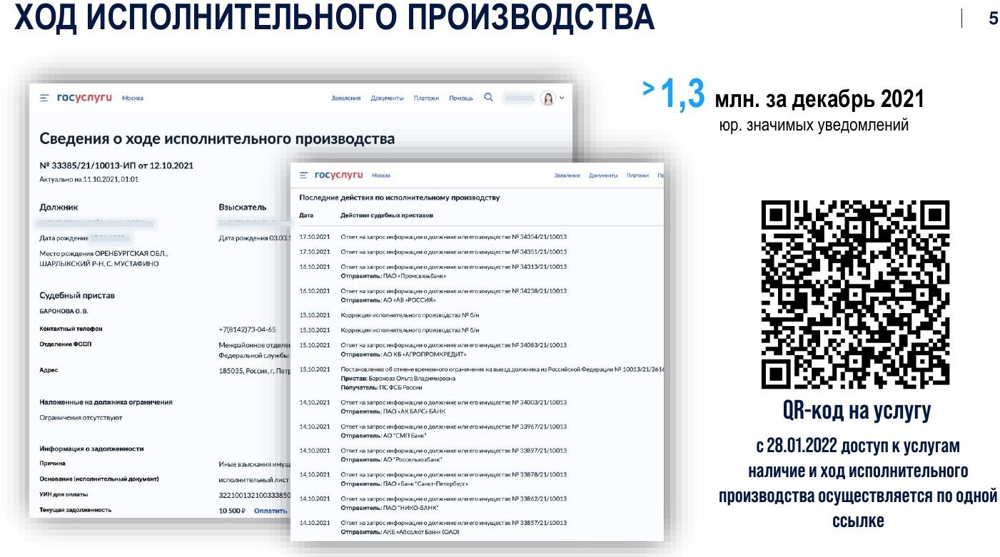 ХОД ИСПОЛНИТЕЛЬНОГО ПРОИЗВОДСТВА
5
госуслуги Москва Заявления Документы Платежи Помощь
Сведения о ходе исполнительного производства
№ 33385/21/10013-ИП от 12.10.2021
Актуально на 11.10.2021, 01:01
Должник Взыскатель
Дата рождения Дата рождения 03.03.1
Место рождения ОРЕНБУРГСКАЯ ОБЛ.,
ШАРЛЫКСКИЙ Р-Н, С. МУСТАФИНО
Судебный пристав
БАРОНОВА О. В.
Контактный телефон +7(8142)73-04-65
Отделение ФССП Межрайонное отделен
Федеральной службы
Адрес 185035, Россия, г. Петр
Наложенные на должника ограничения
Ограничения отсутствуют
Информация о задолженности
Причина Иные взыскания имущ
Основание (исполнительный документ) исполнительный лист
УИН для оплаты 322100132100333850
Текущая задолженность 10 500 ₽ Оплатить
госуслуги Москва Заявления Документы Платежи По
Последние действия по исполнительному производству
Дата Действия судебных приставов
17.10.2021 Ответ на запрос информации о должнике или его имуществе № 34354/21/10013
17.10.2021 Ответ на запрос информации о должнике или его имуществе № 34351/21/10013
16.10.2021 Ответ на запрос информации о должнике или его имуществе № 34313/21/10013
Отправитель: ПАО «Промсвязьбанк»
16.10.2021 Ответ на запрос информации о должнике или его имуществе № 34238/21/10013
Отправитель: АО «АБ «РОССИЯ»
15.10.2021 Коррекция исполнительного производства № б/н
15.10.2021 Коррекция исполнительного производства № б/н
15.10.2021 Ответ на запрос информации о должнике или его имуществе № 34083/21/10013
Отправитель: АО КБ «АГРОПРОМКРЕДИТ»
15.10.2021 Постановление об отмене временного ограничения на выезд должника из Российской Федерации № 10013/21/2616
Пристав: Баронова Ольга Владимировна
Получатель: ПС ФСБ России
14.10.2021 Ответ на запрос информации о должнике или его имуществе № 34003/21/10013
Отправитель: ПАО «АК БАРС» БАНК
14.10.2021 Ответ на запрос информации о должнике или его имуществе № 33967/21/10013
Отправитель: АО "СМП Банк"
14.10.2021 Ответ на запрос информации о должнике или его имуществе № 33897/21/10013
Отправитель: АО "Россельхозбанк"
14.10.2021 Ответ на запрос информации о должнике или его имуществе № 33878/21/10013
Отправитель: ПАО «Банк "Санкт-Петербург»
14.10.2021 Ответ на запрос информации о должнике или его имуществе № 33862/21/10013
Отправитель: ПАО "НИКО-БАНК"
14.10.2021 Ответ на запрос информации о должнике или его имуществе № 33857/21/10013
Отправитель: АКБ «Абсолют Банк» (ОАО)
>1,3 млн. за декабрь 2021
юр. значимых уведомлений
QR-код на услугу
с 28.01.2022 доступ к услугам
наличие и ход исполнительного
производства осуществляется по одной
ссылке